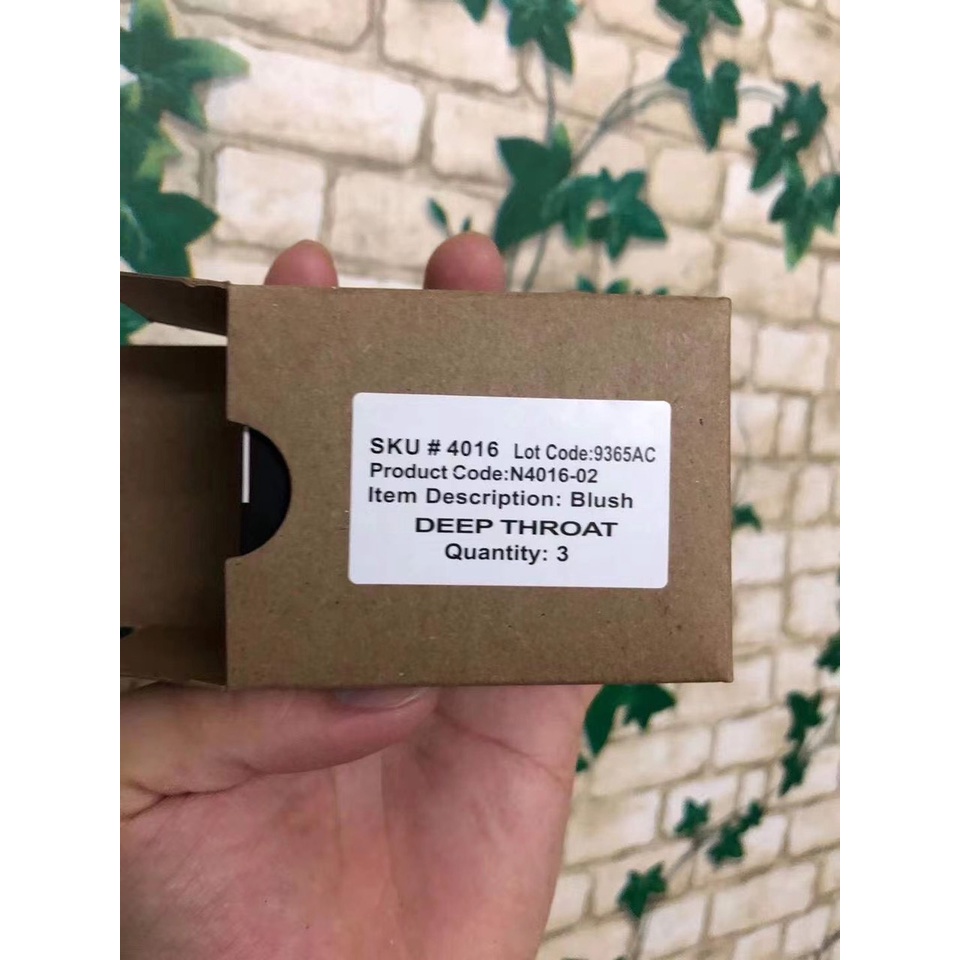 SKU # 4016 Lot Code:9365AC
Product Code:N4016-02
Item Description: Blush
DEEP THROAT
Quantity: 3